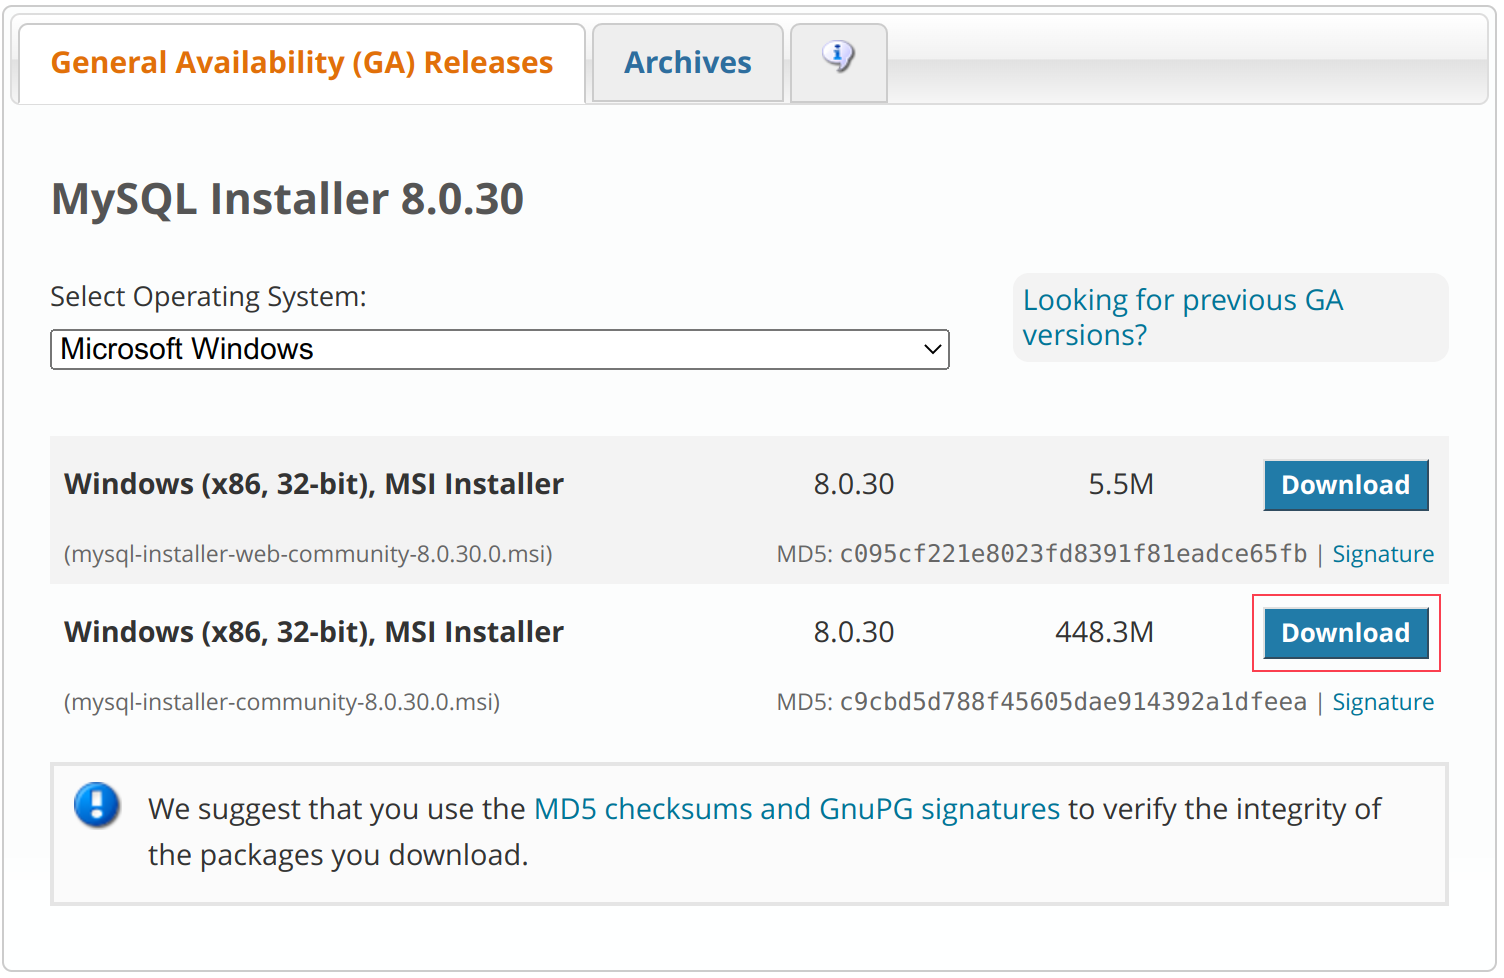 General Availability (GA) Releases
Archives
MySQL Installer 8.0.30
Select Operating System:
Microsoft Windows
Looking for previous GA
versions?
Windows (x86, 32-bit), MSI Installer 8.0.30 5.5M Download
(mysql-installer-web-community-8.0.30.0.msi) MD5: c095cf221e8023fd8391f81eadce65fb | Signature
Windows (x86, 32-bit), MSI Installer 8.0.30 448.3M Download
(mysql-installer-community-8.0.30.0.msi) MD5: c9cbd5d788f45605dae914392a1dfeea | Signature
We suggest that you use the MD5 checksums and GnuPG signatures to verify the integrity of
the packages you download.